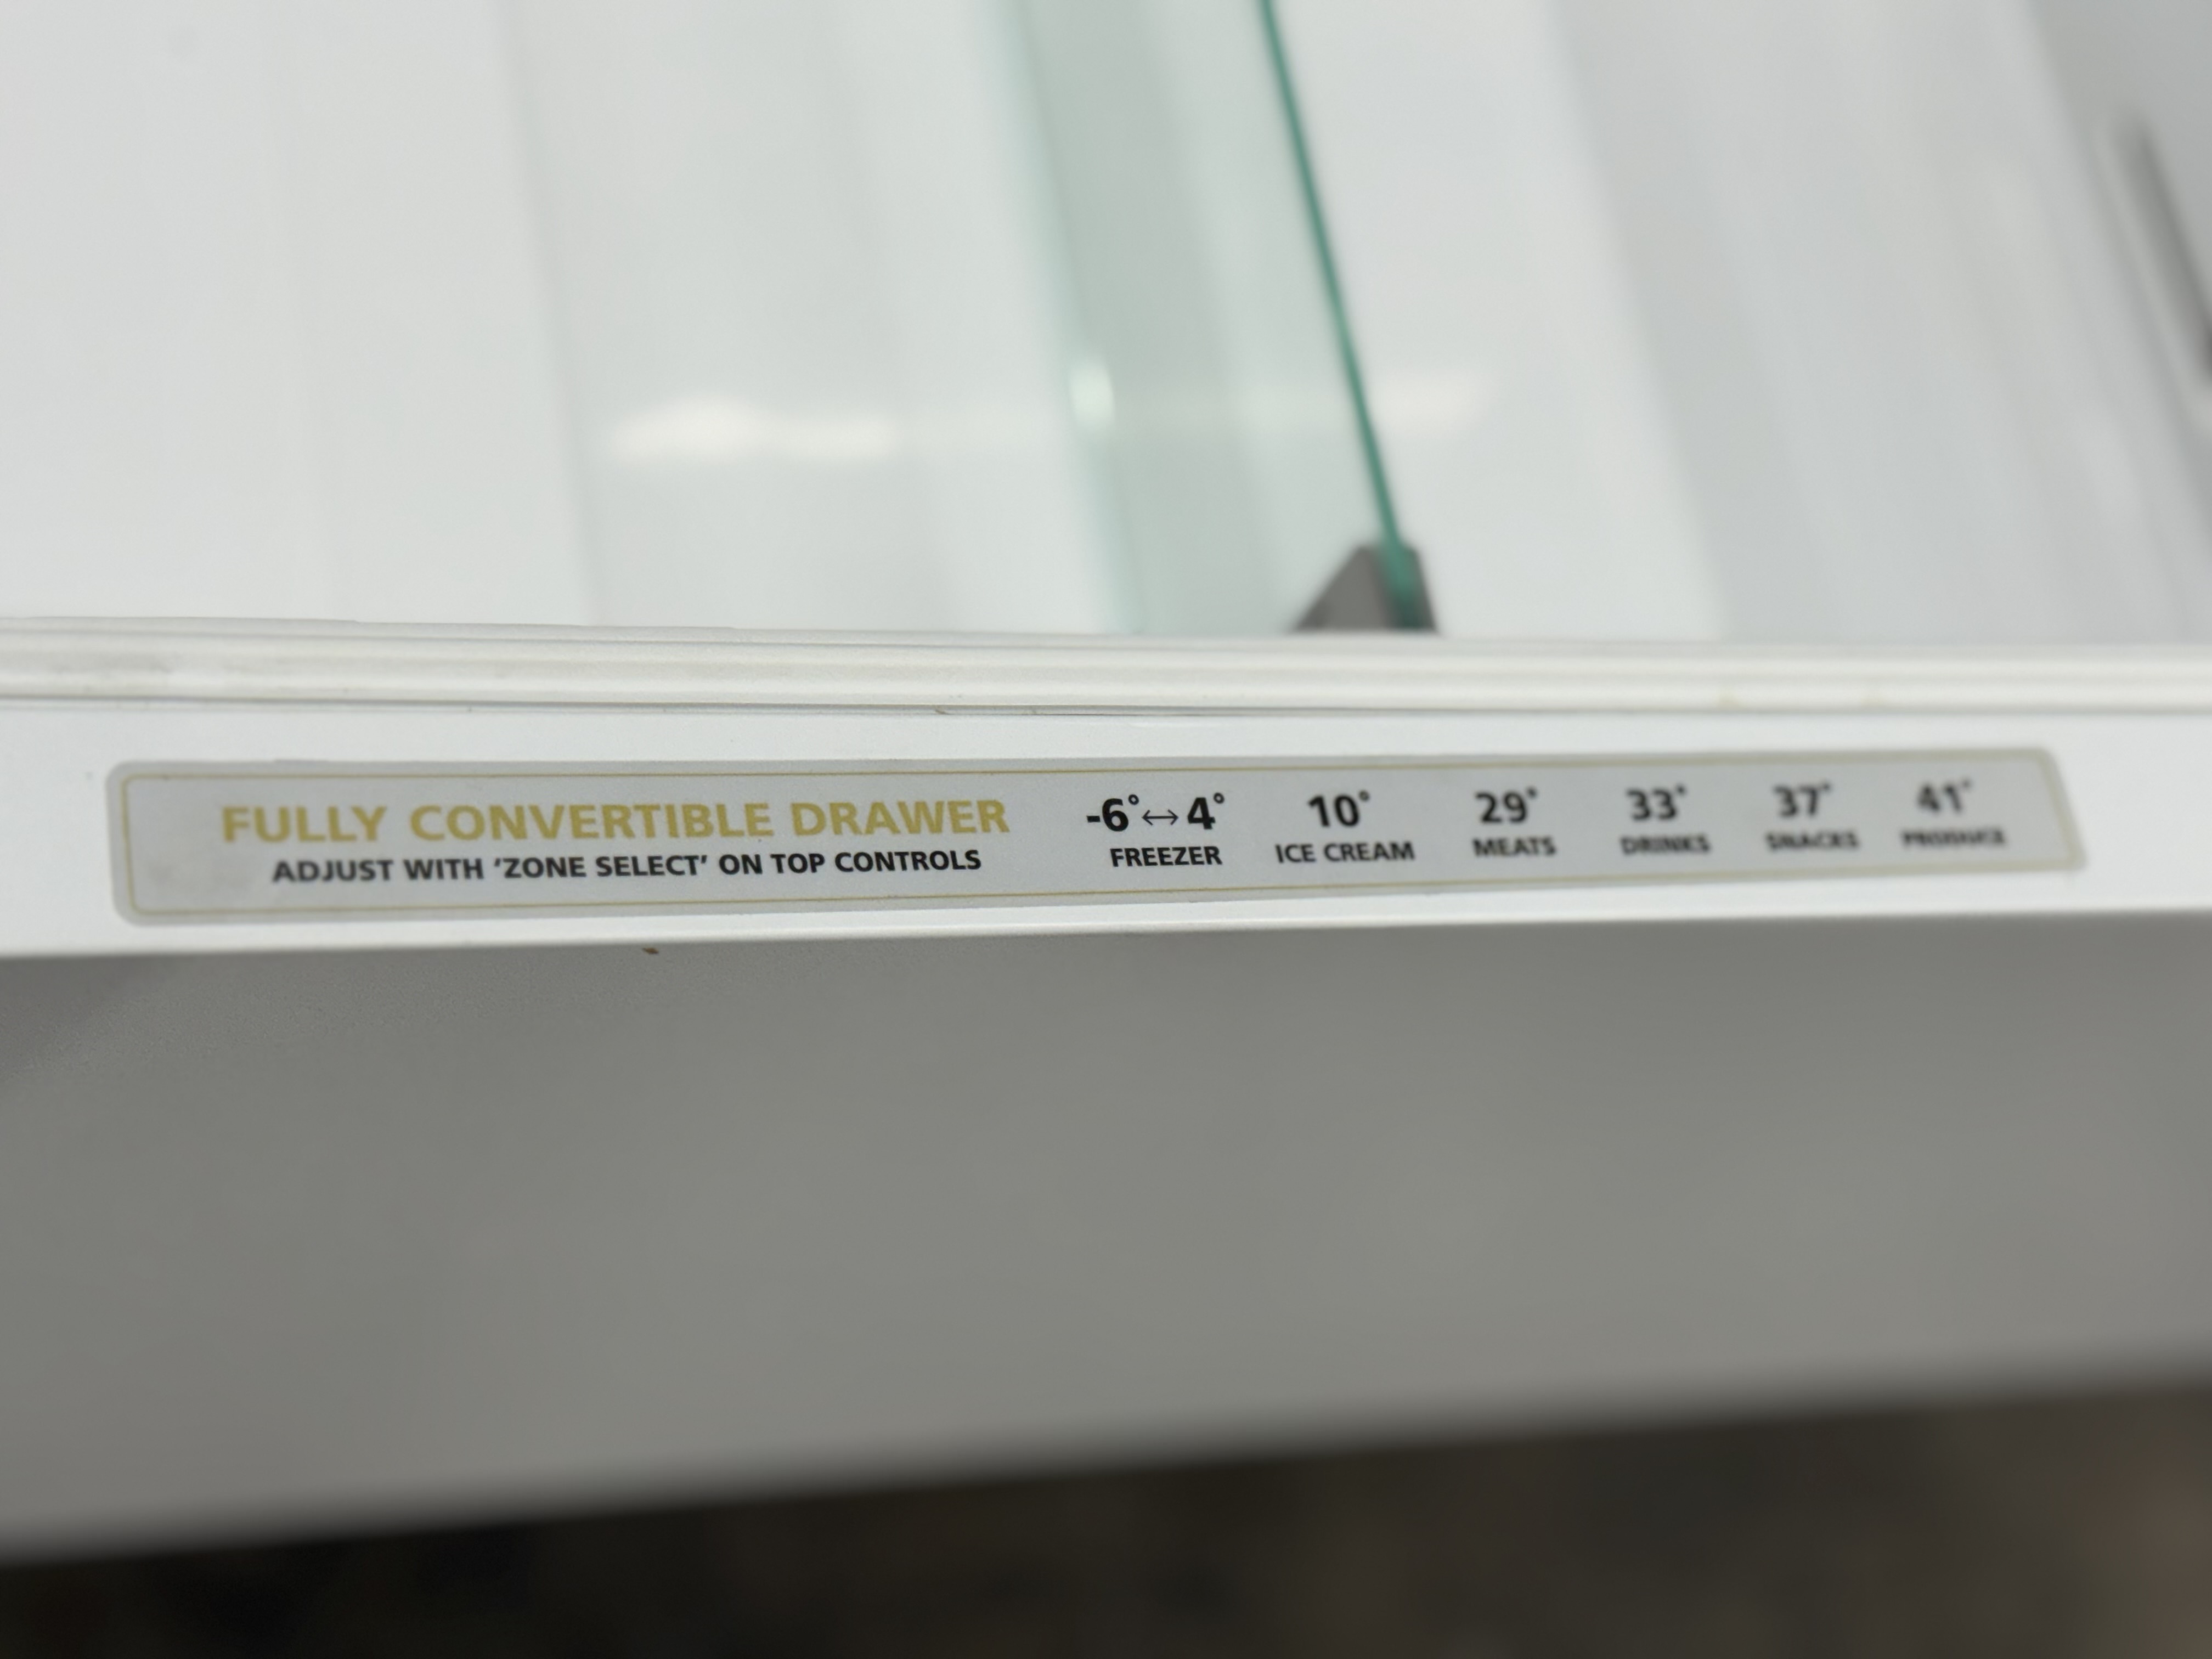 FULLY CONVERTIBLE DRAWER
ADJUST WITH ‘ZONE SELECT’ ON TOP CONTROLS
-6°↔4°
FREEZER
10°
ICE CREAM
29°
MEATS
33°
DRINKS
37°
SNACKS
41°
PRODUCE